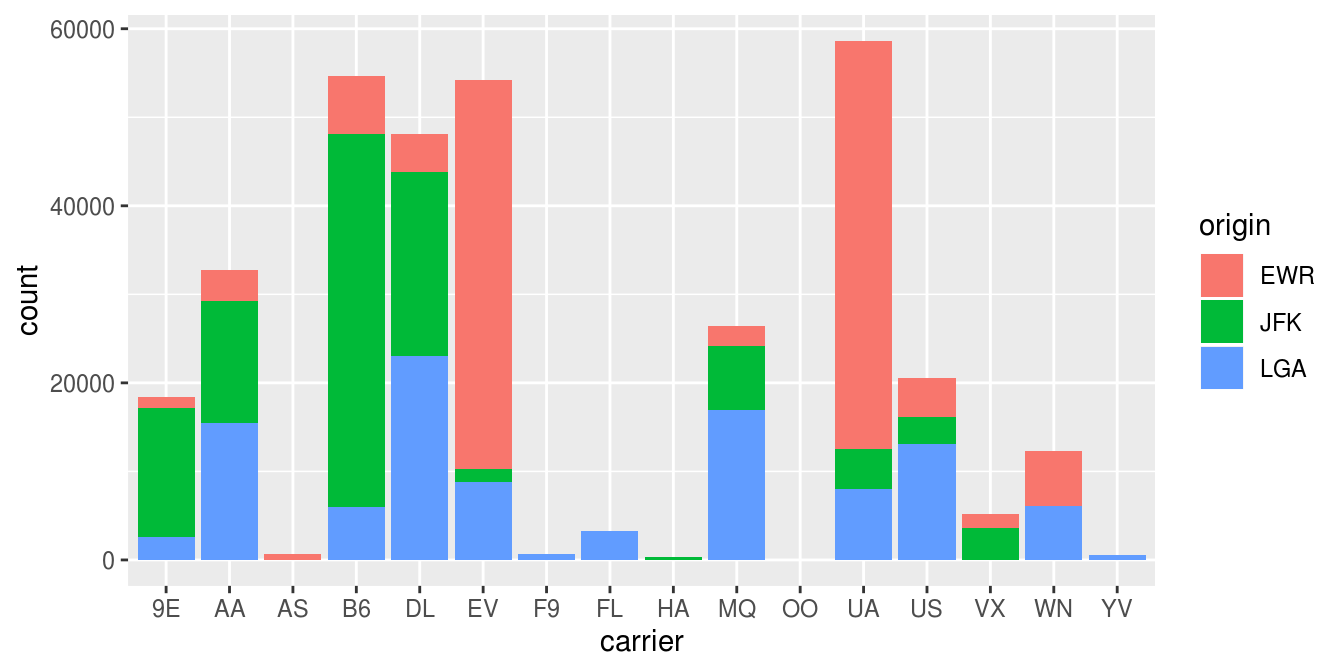 60000
40000
20000
0
count
9E AA AS B6 DL EV F9 FL HA MQ OO UA US VX WN YV
carrier
origin
EWR
JFK
LGA